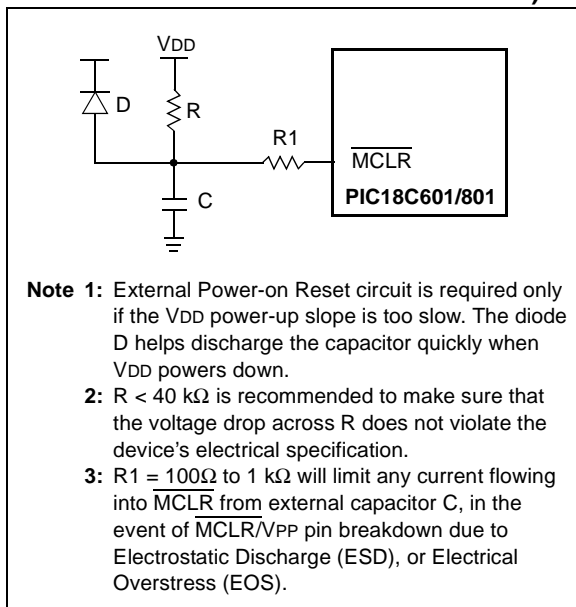 VDD
D
R
R1
MCLR
C
PIC18C601/801
Note 1: External Power-on Reset circuit is required only
if the VDD power-up slope is too slow. The diode
D helps discharge the capacitor quickly when
VDD powers down.
2: R < 40 kΩ is recommended to make sure that
the voltage drop across R does not violate the
device's electrical specification.
3: R1 = 100Ω to 1 kΩ will limit any current flowing
into MCLR from external capacitor C, in the
event of MCLR/VPP pin breakdown due to
Electrostatic Discharge (ESD), or Electrical
Overstress (EOS).